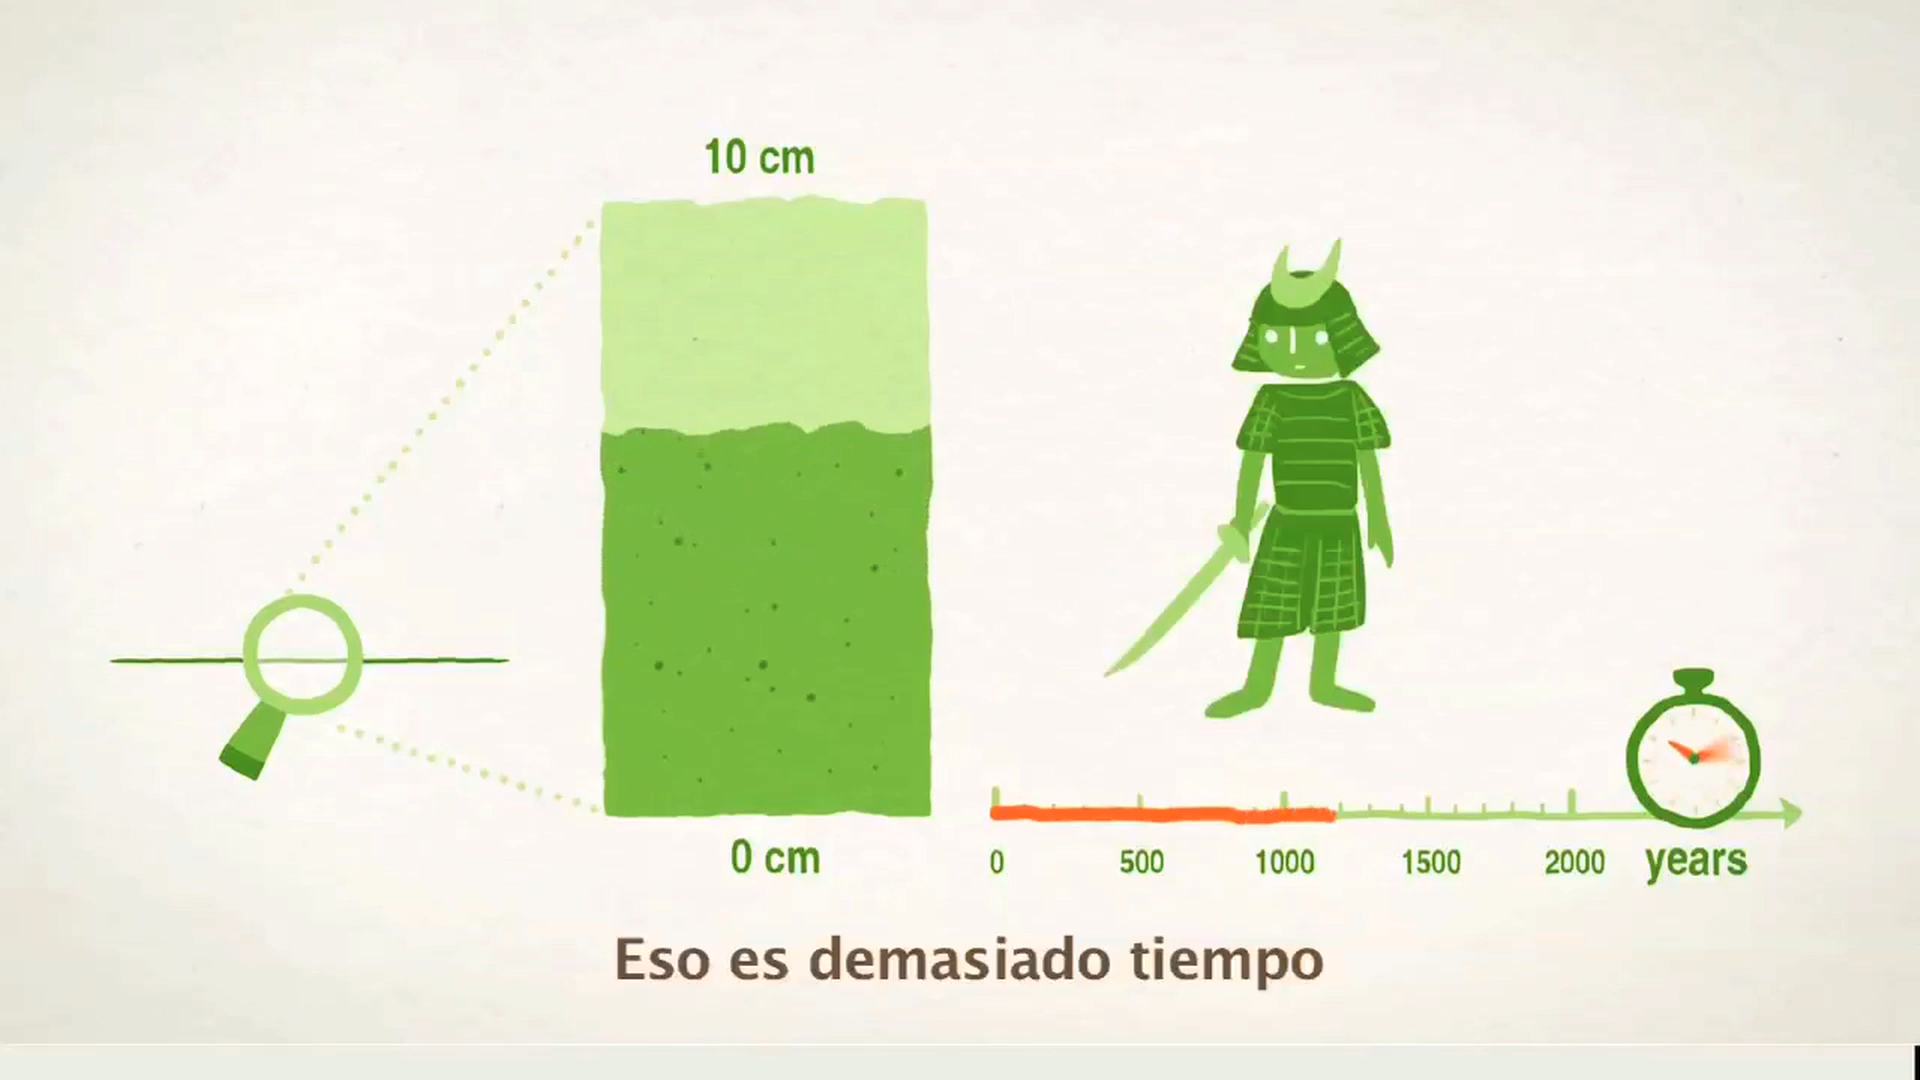 10 cm
0 cm
0 500 1000 1500 2000 years
Eso es demasiado tiempo